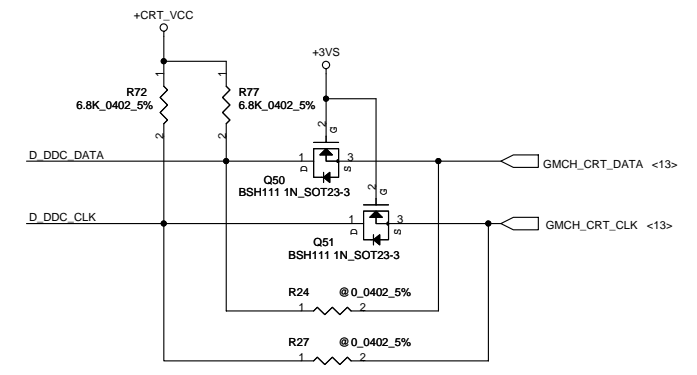 +CRT_VCC
+3VS
1
1
R72
6.8K_0402_5%
R77
6.8K_0402_5%
2
2
2
G
D_DDC_DATA
1
3
D
S
GMCH_CRT_DATA <13>
Q50
BSH111 1N_SOT23-3
2
G
D_DDC_CLK
1
3
D
S
GMCH_CRT_CLK <13>
Q51
BSH111 1N_SOT23-3
R24 @0_0402_5%
1
2
R27 @0_0402_5%
1
2